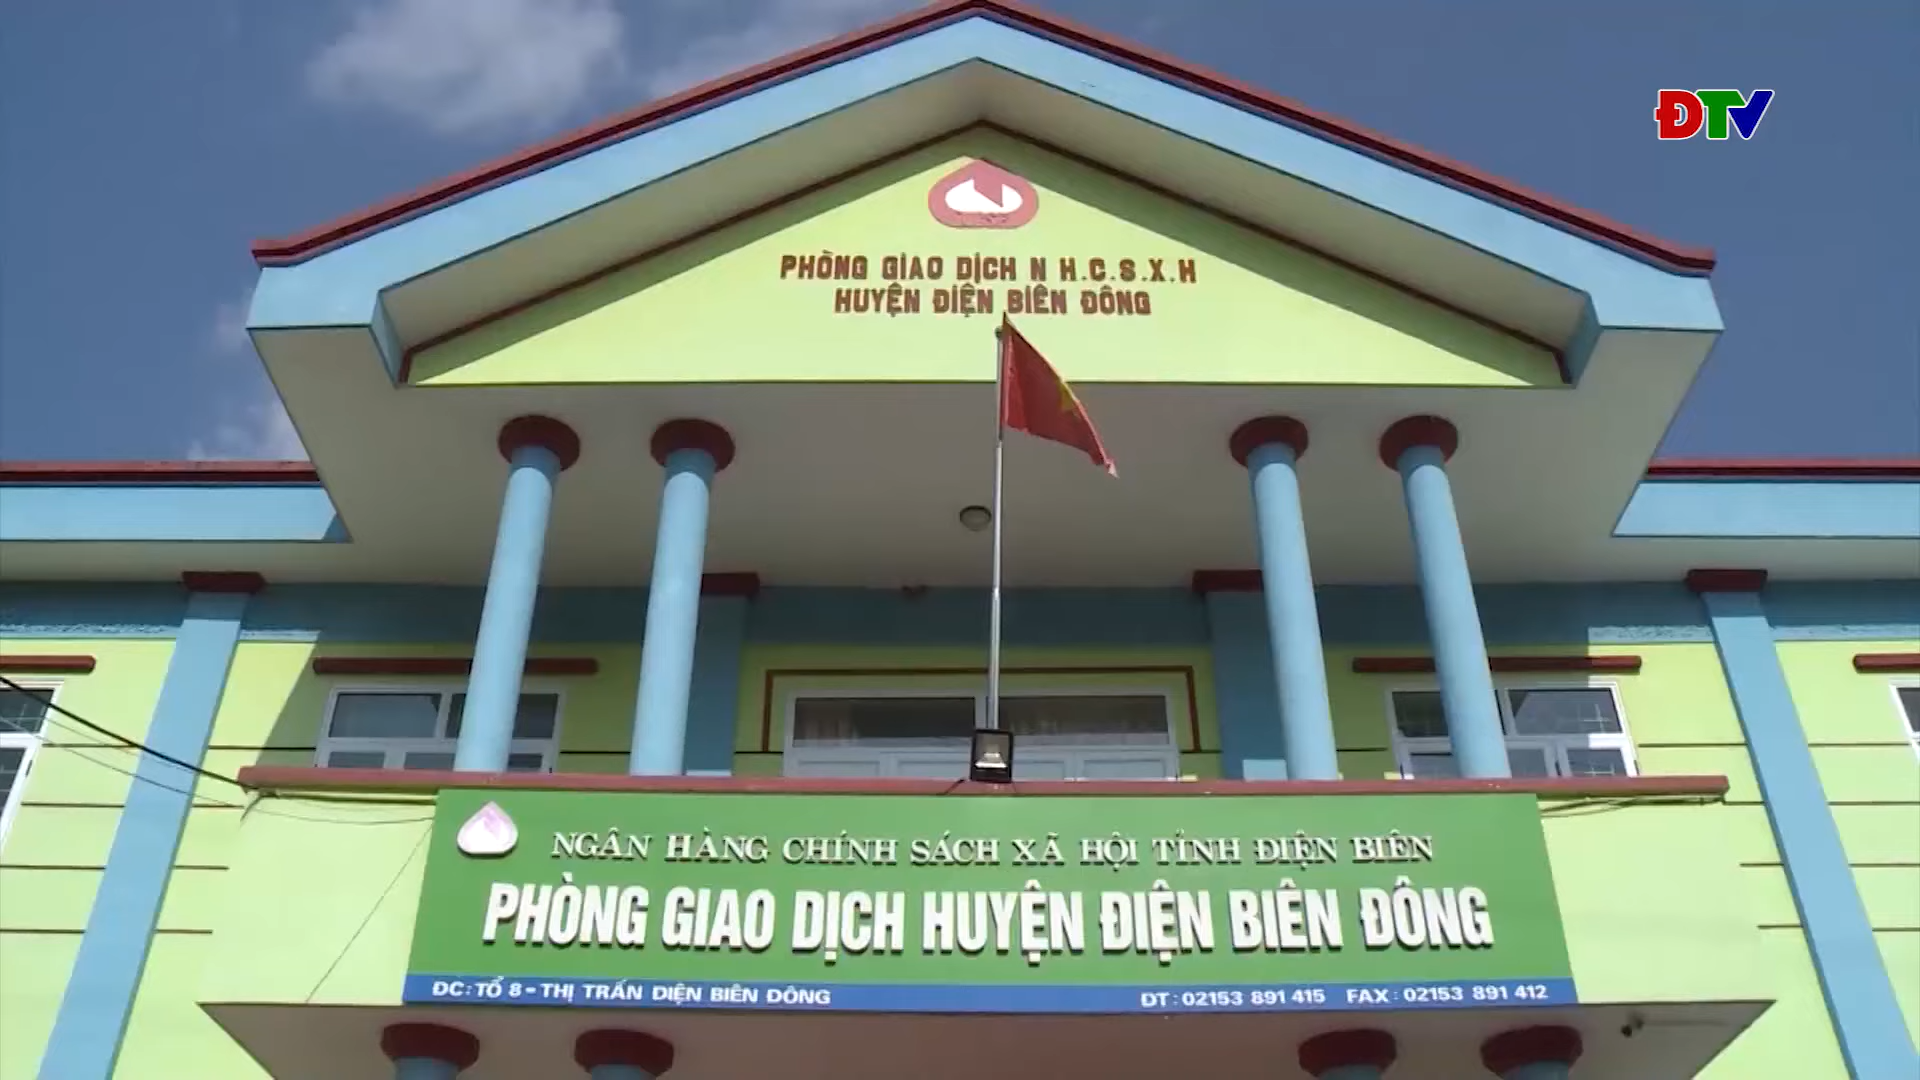 ĐTV
PHÒNG GIAO DỊCH N H.C.S.X.H
HUYỆN ĐIỆN BIÊN ĐÔNG
NGÂN HÀNG CHÍNH SÁCH XÃ HỘI TỈNH ĐIỆN BIÊN
PHÒNG GIAO DỊCH HUYỆN ĐIỆN BIÊN ĐÔNG
ĐC: TỔ 8 - THỊ TRẤN ĐIỆN BIÊN ĐÔNG
ĐT: 02153 891 415 FAX: 02153 891 412